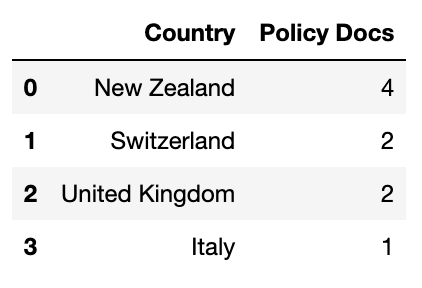 Country Policy Docs
0 New Zealand 4
1 Switzerland 2
2 United Kingdom 2
3 Italy 1